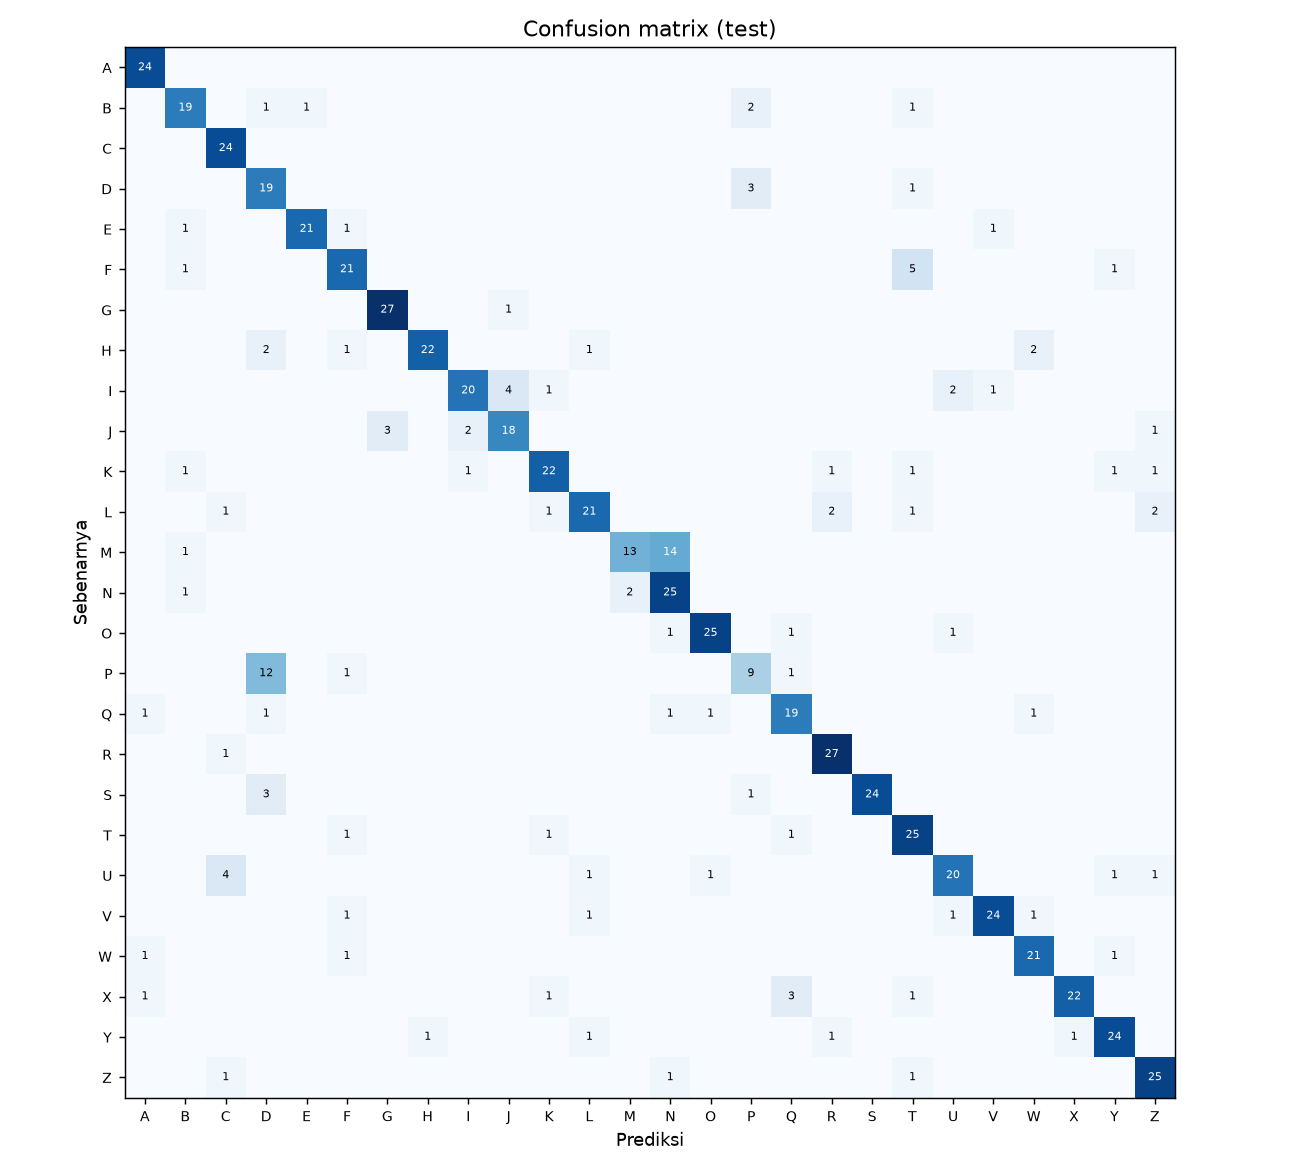 Confusion matrix (test)
Sebenarnya
A 24
B 19 1 1 2 1
C 24
D 19 3 1
E 1 21 1 1
F 1 21 5 1
G 27 1
H 2 1 22 1 2
I 20 4 1 2 1
J 3 2 18 1
K 1 1 22 1 1 1 1
L 1 1 21 2 1 2
M 1 13 14
N 1 2 25
O 1 25 1 1
P 12 1 9 1
Q 1 1 1 1 19 1
R 1 27
S 3 1 24
T 1 1 1 25
U 4 1 1 20 1 1
V 1 1 1 24 1
W 1 1 21 1
X 1 1 3 1 22
Y 1 1 1 1 24
Z 1 1 1 25
A B C D E F G H I J K L M N O P Q R S T U V W X Y Z
Prediksi